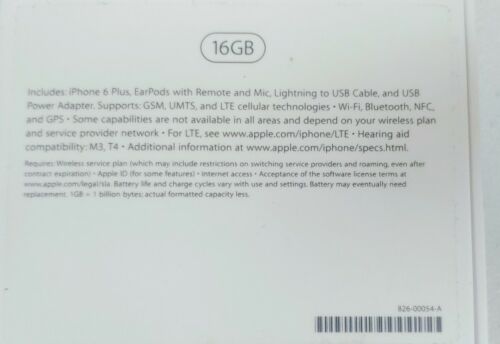 16GB
Includes: iPhone 6 Plus, EarPods with Remote and Mic, Lightning to USB Cable, and USB
Power Adapter. Supports: GSM, UMTS, and LTE cellular technologies • Wi-Fi, Bluetooth, NFC,
and GPS • Some capabilities are not available in all areas and depend on your wireless plan
and service provider network • For LTE, see www.apple.com/iphone/LTE • Hearing aid
compatibility: M3, T4 • Additional information at www.apple.com/iphone/specs.html.
Requires: Wireless service plan (which may include restrictions on switching service providers and roaming, even after
contract expiration) • Apple ID (for some features) • Internet access • Acceptance of the software license terms at
www.apple.com/legal/sla. Battery life and charge cycles vary with use and settings. Battery may eventually need
replacement. 1GB = 1 billion bytes; actual formatted capacity less.
826-00054-A